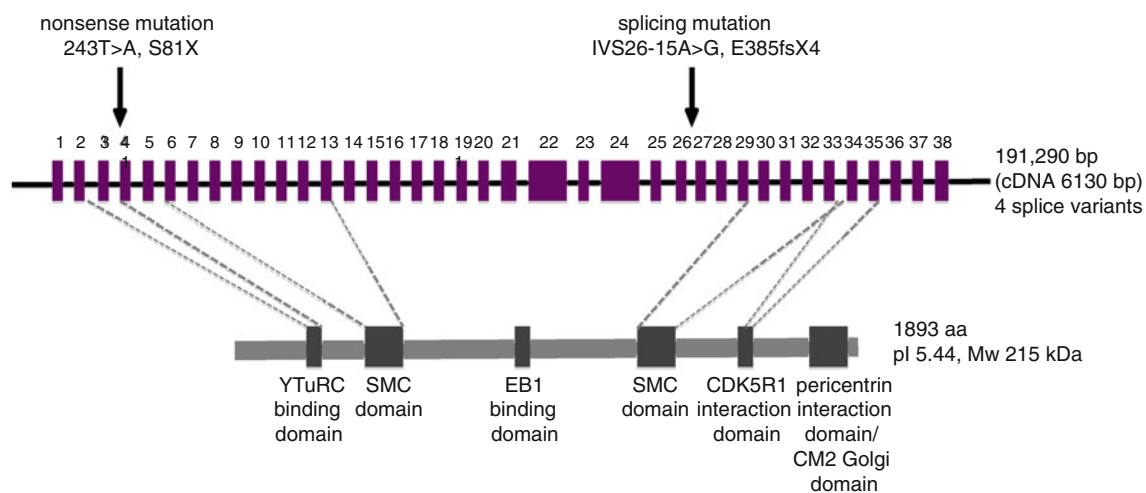 nonsense mutation
243T>A, S81X
splicing mutation
IVS26-15A>G, E385fsX4
1 2 3 4 5 6 7 8 9 10 11 12 13 14 15 16 17 18 19 20 21 22 23 24 25 26 27 28 29 30 31 32 33 34 35 36 37 38
1 1
191,290 bp
(cDNA 6130 bp)
4 splice variants
1893 aa
pI 5.44, Mw 215 kDa
YTuRC
binding
domain
SMC
domain
EB1
binding
domain
SMC
domain
CDK5R1
interaction
domain
pericentrin
interaction
domain/
CM2 Golgi
domain